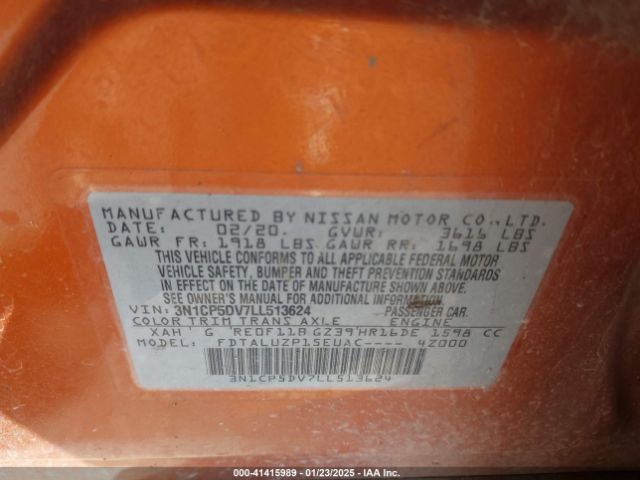 MANUFACTURED BY NISSAN MOTOR CO.,LTD.
DATE: 02/20. GVWR: 3616 LBS
GAWR FR: 1918 LBS GAWR RR: 1698 LBS
THIS VEHICLE CONFORMS TO ALL APPLICABLE FEDERAL MOTOR
VEHICLE SAFETY, BUMPER AND THEFT PREVENTION STANDARDS
IN EFFECT ON THE DATE OF MANUFACTURE SHOWN ABOVE.
SEE OWNER'S MANUAL FOR ADDITIONAL INFORMATION.
VIN: 3N1CP5DV7LL513624 PASSENGER CAR.
COLOR TRIM TRANS AXLE ENGINE
XAH G RE0F11B GZ39 HR16DE 1598 CC
MODEL: FDTALUZP15EUAC---- 4Z000
3N1CP5DV7LL513624
000-41415989 | 01/23/2025 | IAA Inc.